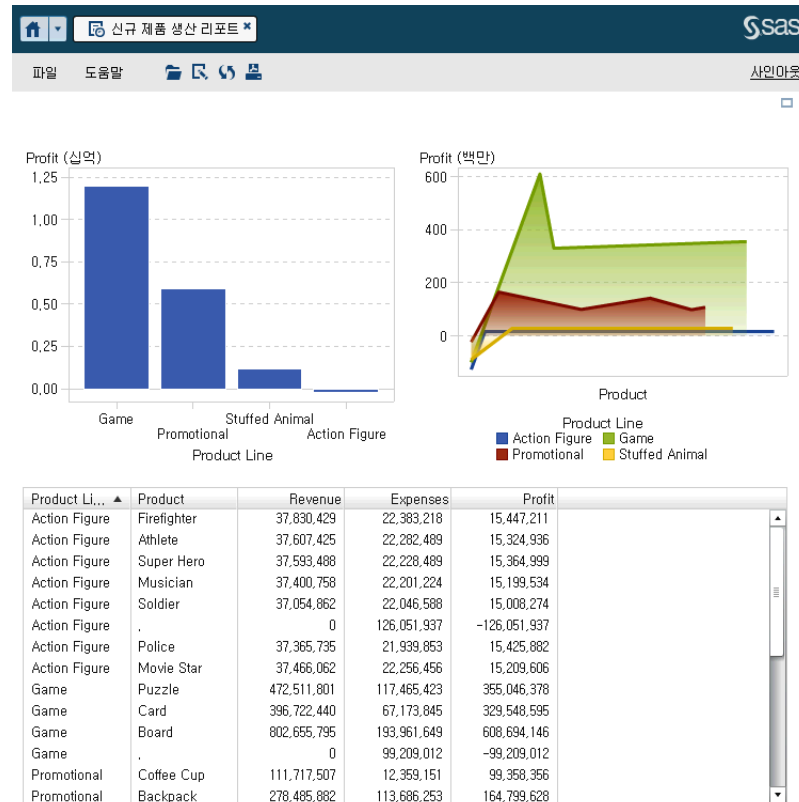 신규 제품 생산 리포트 ×
sas
파일 도움말
사인아웃
Profit (십억)
1,25
1,00
0,75
0,50
0,25
0,00
Game
Promotional
Stuffed Animal
Action Figure
Product Line
Profit (백만)
600
400
200
0
Product
Product Line
Action Figure Game
Promotional Stuffed Animal
Product Li... ▲ Product Revenue Expenses Profit
Action Figure Firefighter 37,830,429 22,383,218 15,447,211
Action Figure Athlete 37,607,425 22,282,489 15,324,936
Action Figure Super Hero 37,593,488 22,228,489 15,364,999
Action Figure Musician 37,400,758 22,201,224 15,199,534
Action Figure Soldier 37,054,862 22,046,588 15,008,274
Action Figure . 0 126,051,937 -126,051,937
Action Figure Police 37,365,735 21,939,853 15,425,882
Action Figure Movie Star 37,466,062 22,256,456 15,209,606
Game Puzzle 472,511,801 117,465,423 355,046,378
Game Card 396,722,440 67,173,845 329,548,595
Game Board 802,655,795 193,961,649 608,694,146
Game . 0 99,209,012 -99,209,012
Promotional Coffee Cup 111,717,507 12,359,151 99,358,356
Promotional Backpack 278,485,882 113,686,253 164,799,628